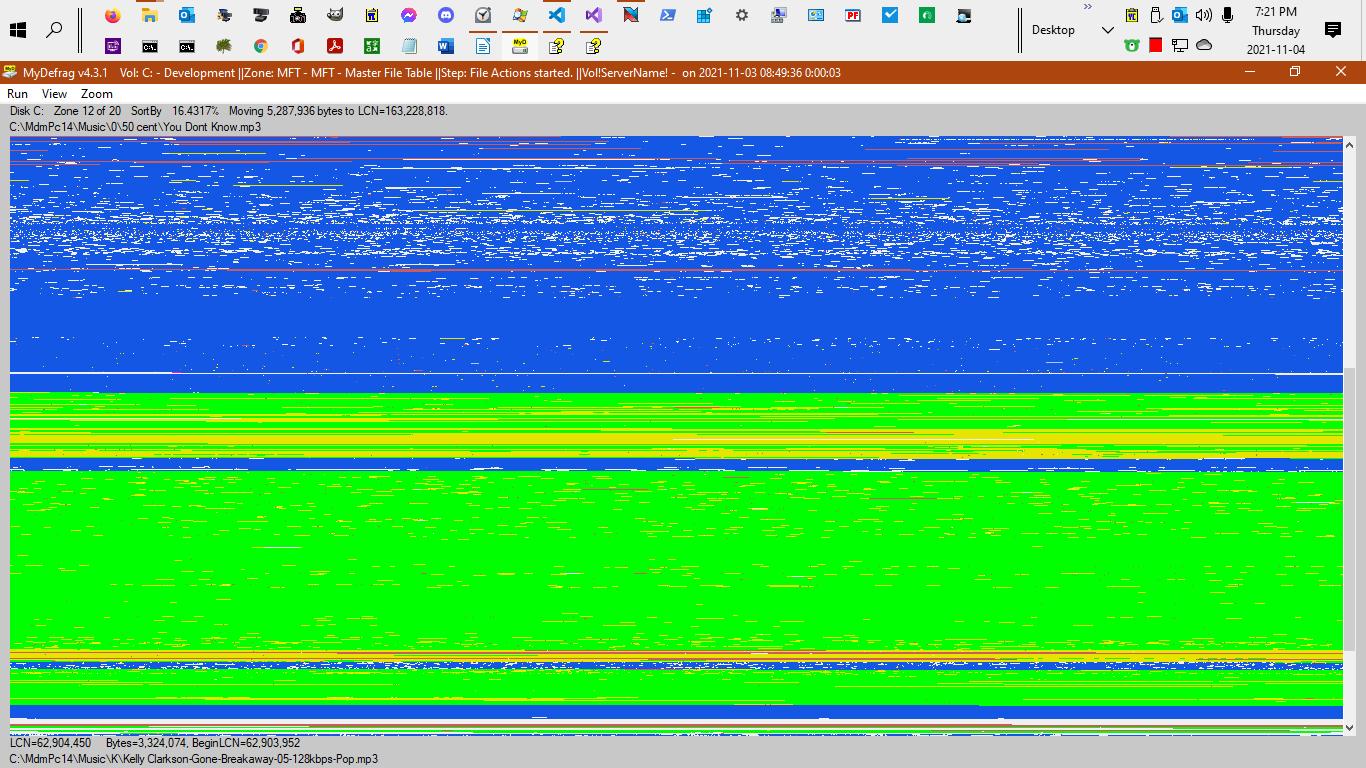 7:21 PM
Desktop
Thursday
2021-11-04
MyDefrag v4.3.1 Vol: C: - Development ||Zone: MFT - MFT - Master File Table ||Step: File Actions started. ||Vol!ServerName! - on 2021-11-03 08:49:36 0:00:03
Run View Zoom
Disk C: Zone 12 of 20 SortBy 16.4317% Moving 5,287,936 bytes to LCN=163,228,818.
C:\MdmPc14\Music\0\50 cent\You Dont Know.mp3
LCN=62,904,450 Bytes=3,324,074, BeginLCN=62,903,952
C:\MdmPc14\Music\K\Kelly Clarkson-Gone-Breakaway-05-128kbps-Pop.mp3